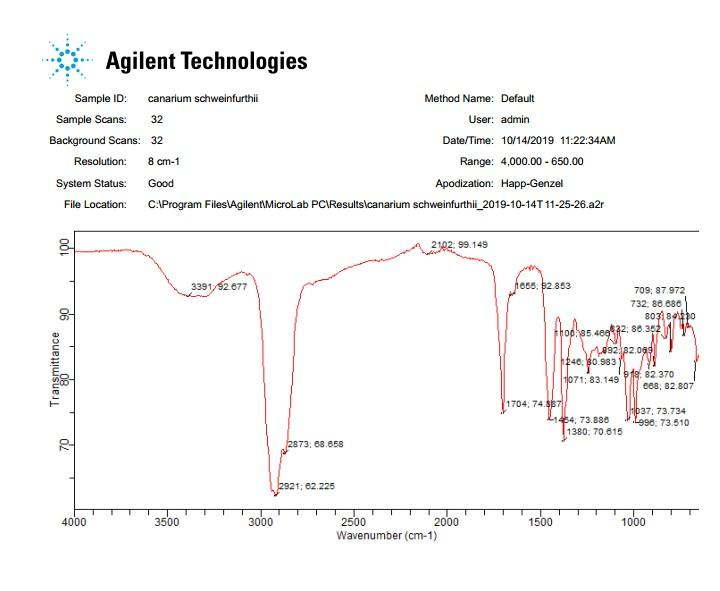 Agilent Technologies
Sample ID: canarium schweinfurthii Method Name: Default
Sample Scans: 32 User: admin
Background Scans: 32 Date/Time: 10/14/2019 11:22:34AM
Resolution: 8 cm-1 Range: 4,000.00 - 650.00
System Status: Good Apodization: Happ-Genzel
File Location: C:\Program Files\Agilent\MicroLab PC\Results\canarium schweinfurthii_2019-10-14T11-25-26.a2r
100
90
80
70
Transmittance
2102; 99.149
3391; 92.677
1655; 92.853
709; 87.972
732; 86.686
1100; 85.466
892; 82.069
1246; 80.983
918; 82.370
1071; 83.149
668; 82.807
1704; 74.887
1037; 73.734
1454; 73.886
996; 73.510
1380; 70.615
2873; 68.658
2921; 62.225
4000 3500 3000 2500 2000 1500 1000
Wavenumber (cm-1)